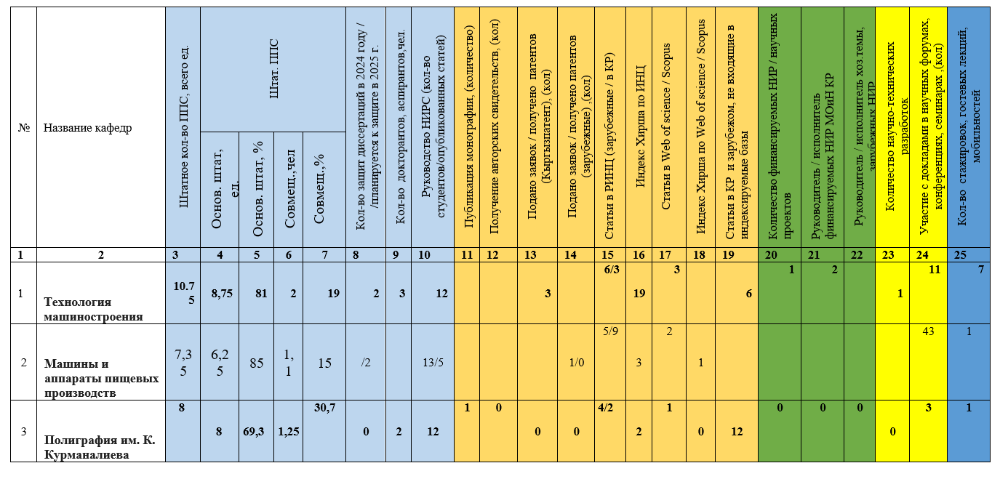 №
Название кафедр
Штатное кол-во ППС, всего ед.
Штат. ППС
Основ. штат,
ед.
Основ. штат, %
Совмещ.,чел
Совмещ.,%
Кол-во защит диссертаций в 2024 году /
/планируется к защите в 2025 г.
Кол-во докторантов, аспирантов,чел.
Руководство НИРС (кол-во
студентов/опубликованных статей)
Публикация монографии, (количество)
Получение авторских свидетельств, (кол)
Подано заявок / получено патентов
(Кыргызпатент), (кол)
Подано заявок / получено патентов
(зарубежные) ,(кол)
Статьи в РИНЦ (зарубежные / в КР)
Индекс Хирша по ИНЦ
Статьи в Web of science / Scopus
Индекс Хирша по Web of science / Scopus
Статьи в КР и зарубежом, не входящие в
индексируемые базы
Количество финансируемых НИР / научных
проектов
Руководитель / исполнитель
финансируемых НИР МОиН КР
Руководитель / исполнитель хоз.темы,
зарубежных НИР
Количество научно-технических
разработок
Участие с докладами в научных форумах,
конференциях, семинарах ,(кол)
Кол-во стажировок, гостевых лекций,
мобильностей
1 2 3 4 5 6 7 8 9 10 11 12 13 14 15 16 17 18 19 20 21 22 23 24 25
6/3 3 1 2 11 7
1 10.7 8,75 81 2 19 2 3 12 3 19 6 1
5
Технология
машиностроения
5/9 2 43 1
2 7,3 6,2 85 1, 15 /2 13/5 1/0 3 1
5 5 1
Машины и
аппараты пищевых
производств
8 30,7 1 0 4/2 1 0 0 0 3 1
3 8 69,3 1,25 0 2 12 0 0 2 0 12 0
Полиграфия им. К.
Курманалиева